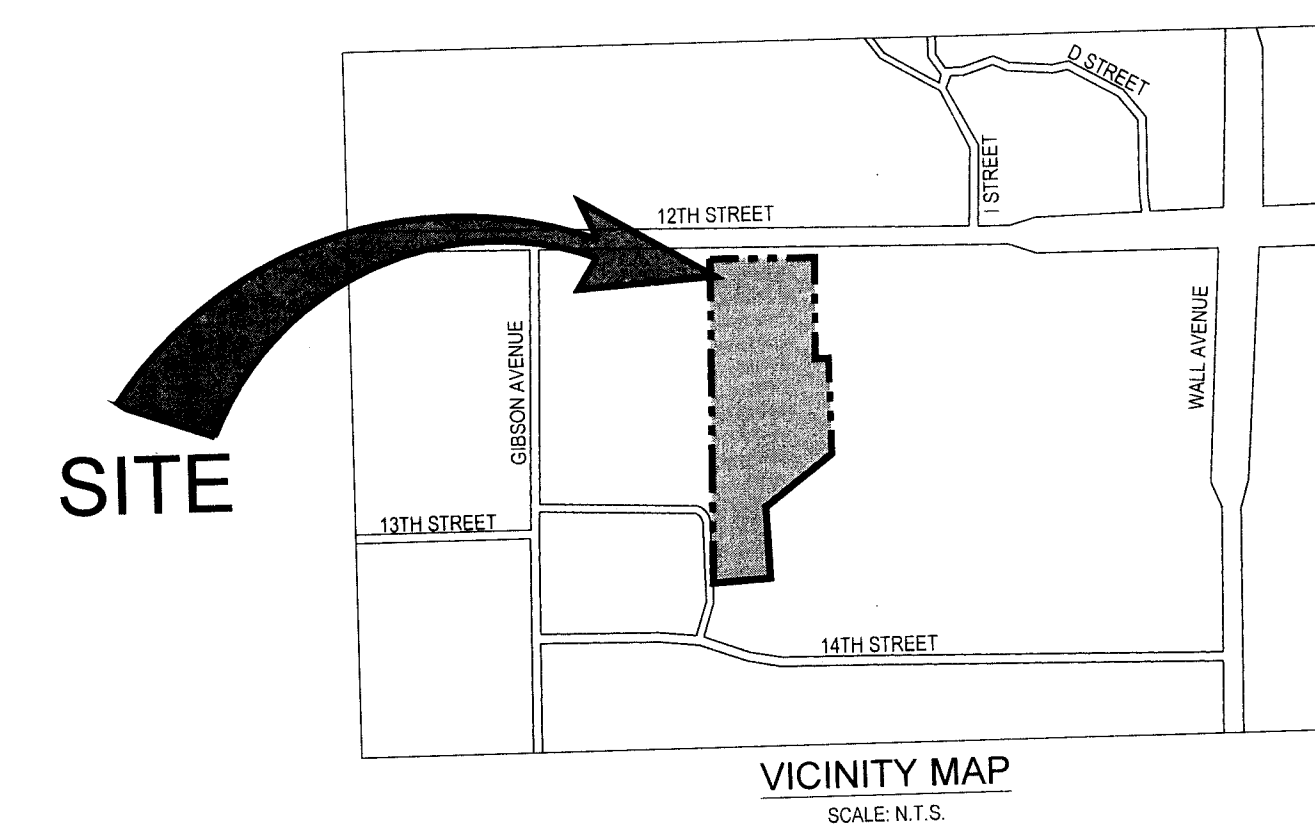 D STREET
I STREET
12TH STREET
WALL AVENUE
GIBSON AVENUE
SITE
13TH STREET
14TH STREET
VICINITY MAP
SCALE: N.T.S.